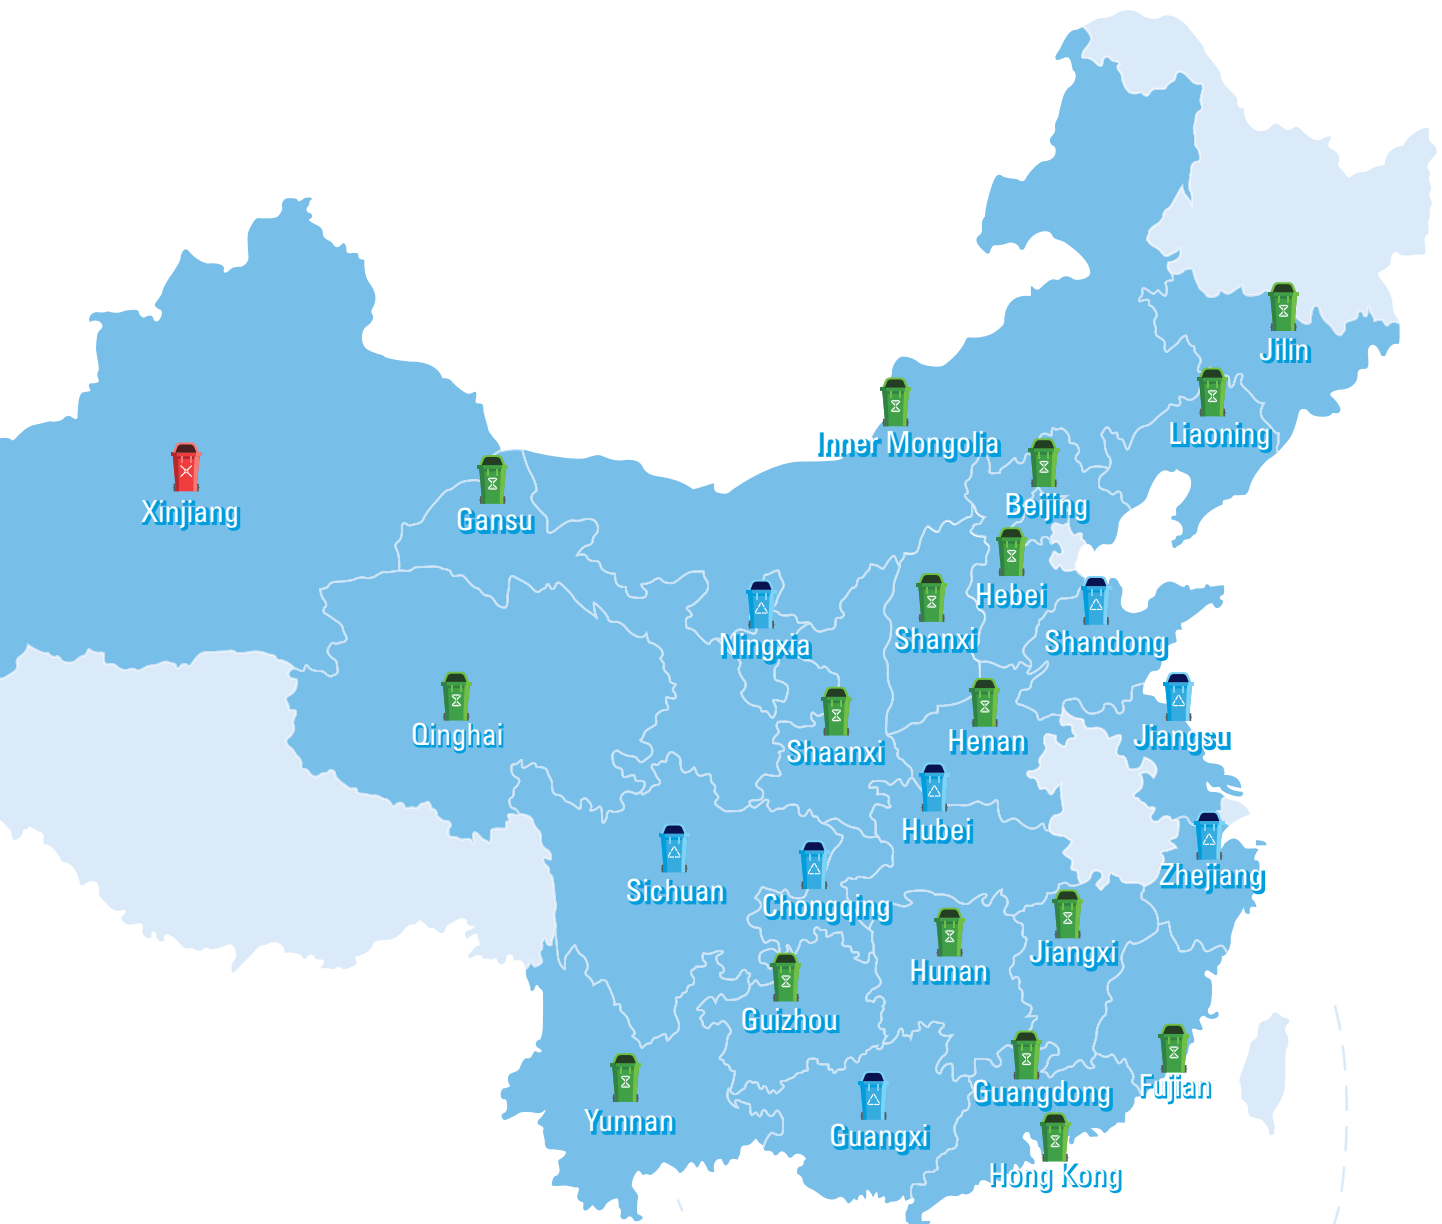 Jilin
Liaoning
Inner Mongolia
Beijing
Xinjiang
Gansu
Hebei
Shanxi
Shandong
Ningxia
Qinghai
Shaanxi
Henan
Jiangsu
Hubei
Zhejiang
Sichuan
Chongqing
Jiangxi
Hunan
Guizhou
Fujian
Guangdong
Yunnan
Guangxi
Hong Kong